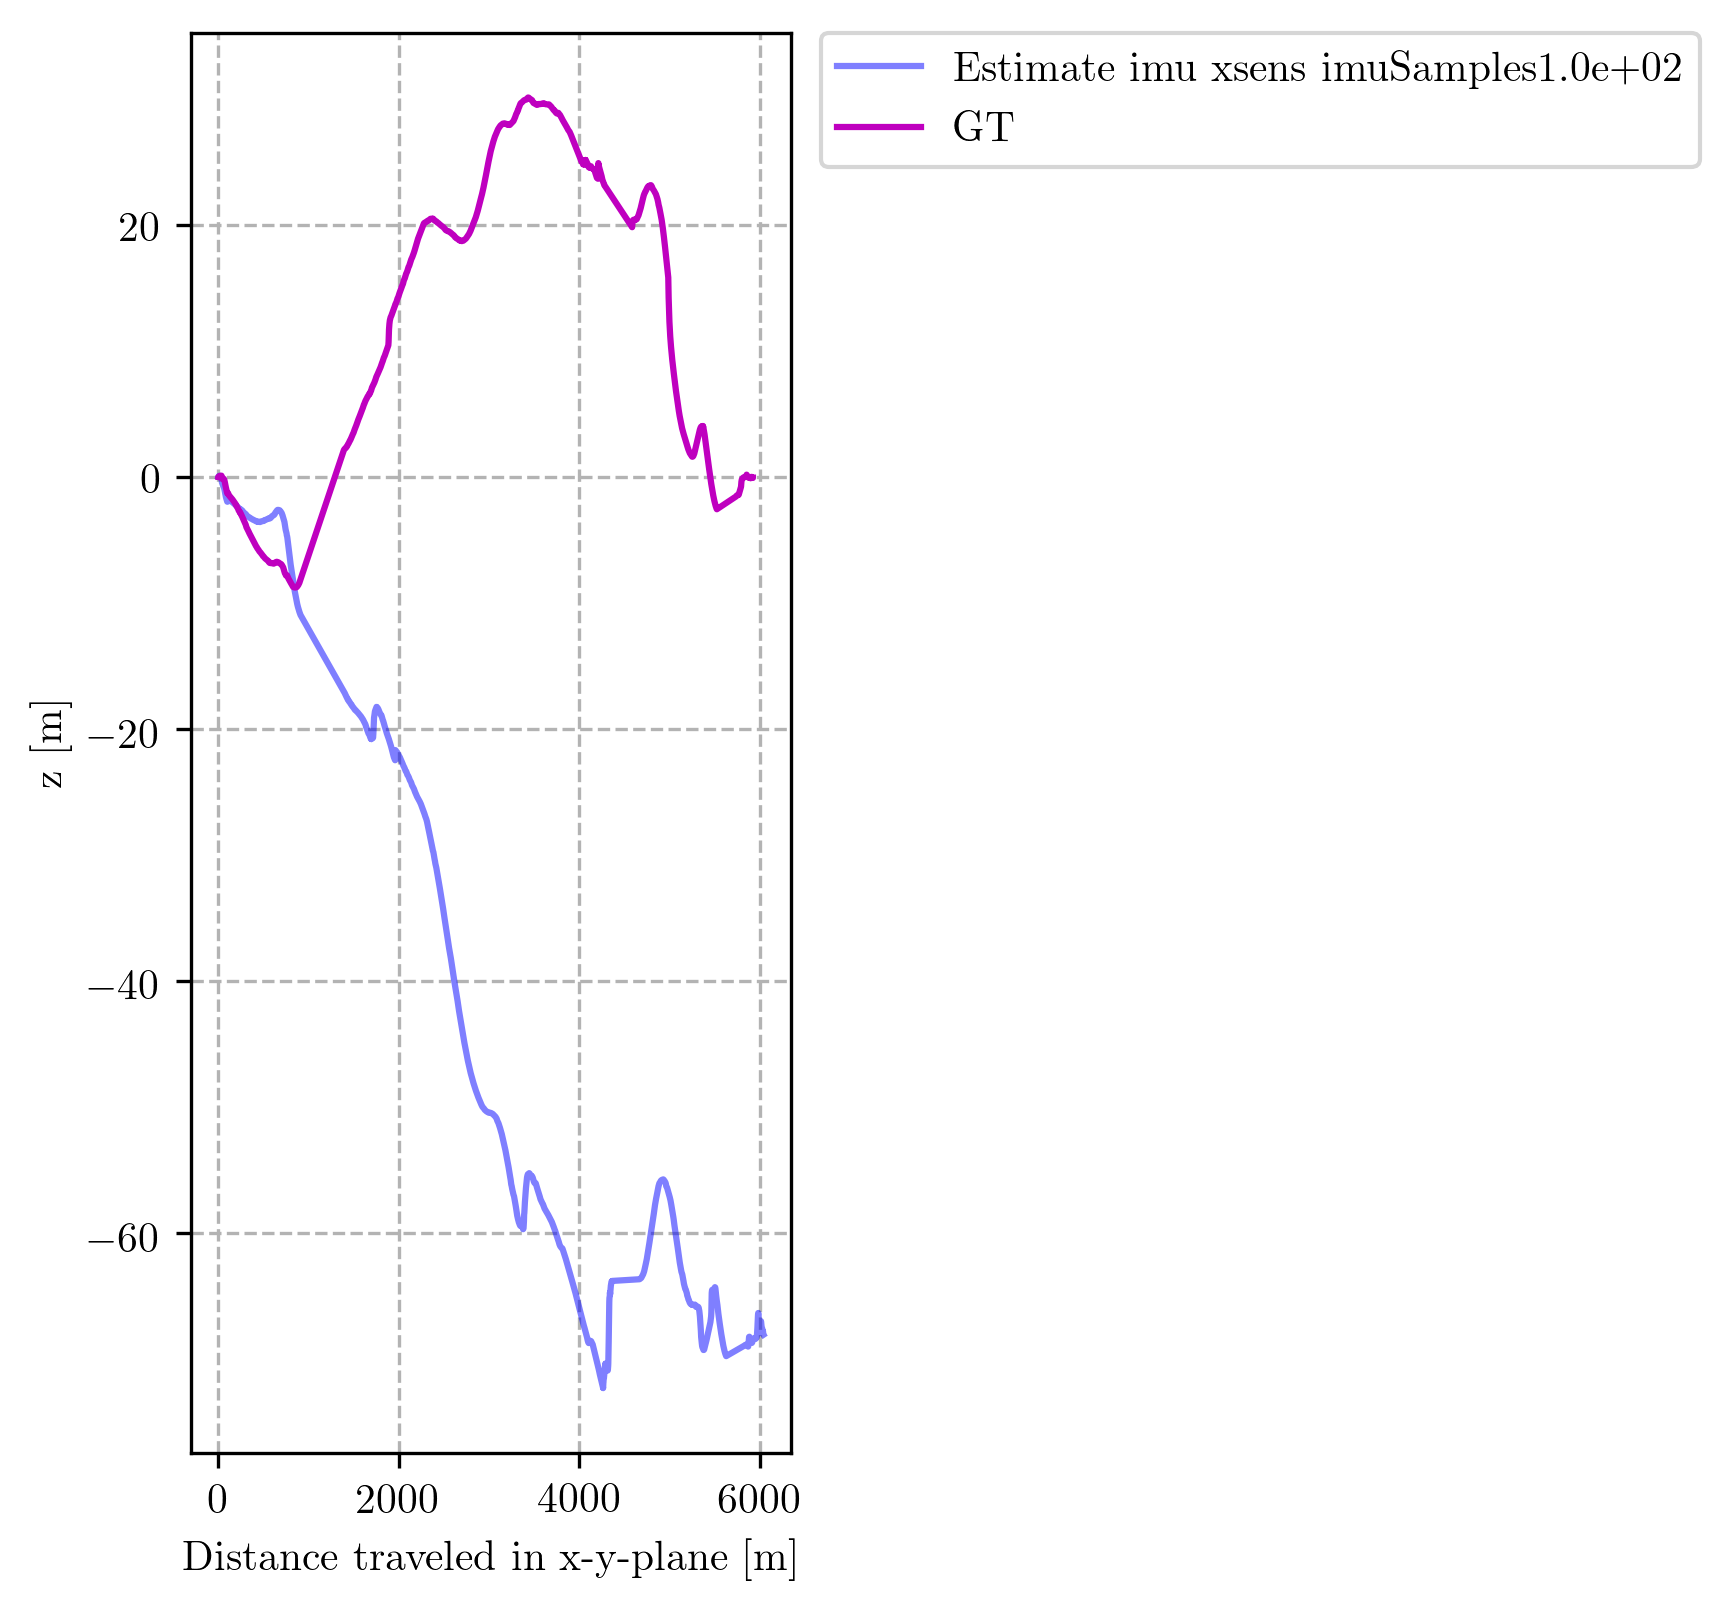 Estimate imu xsens imuSamples1.0e+02
GT
20
0
−20
−40
−60
z [m]
0 2000 4000 6000
Distance traveled in x-y-plane [m]